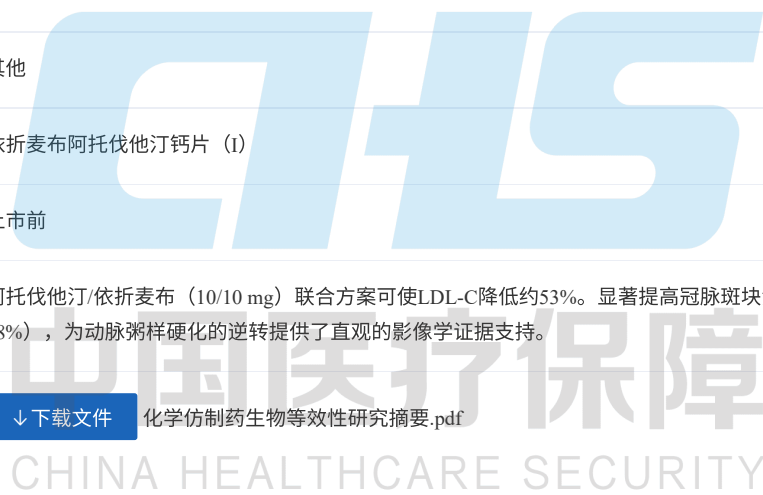 其他
依折麦布阿托伐他汀钙片（I）
上市前
阿托伐他汀/依折麦布（10/10 mg）联合方案可使LDL-C降低约53%。显著提高冠脉斑块
8%），为动脉粥样硬化的逆转提供了直观的影像学证据支持。
中国医疗保障
↓下载文件 化学仿制药生物等效性研究摘要.pdf
CHINA HEALTHCARE SECURITY